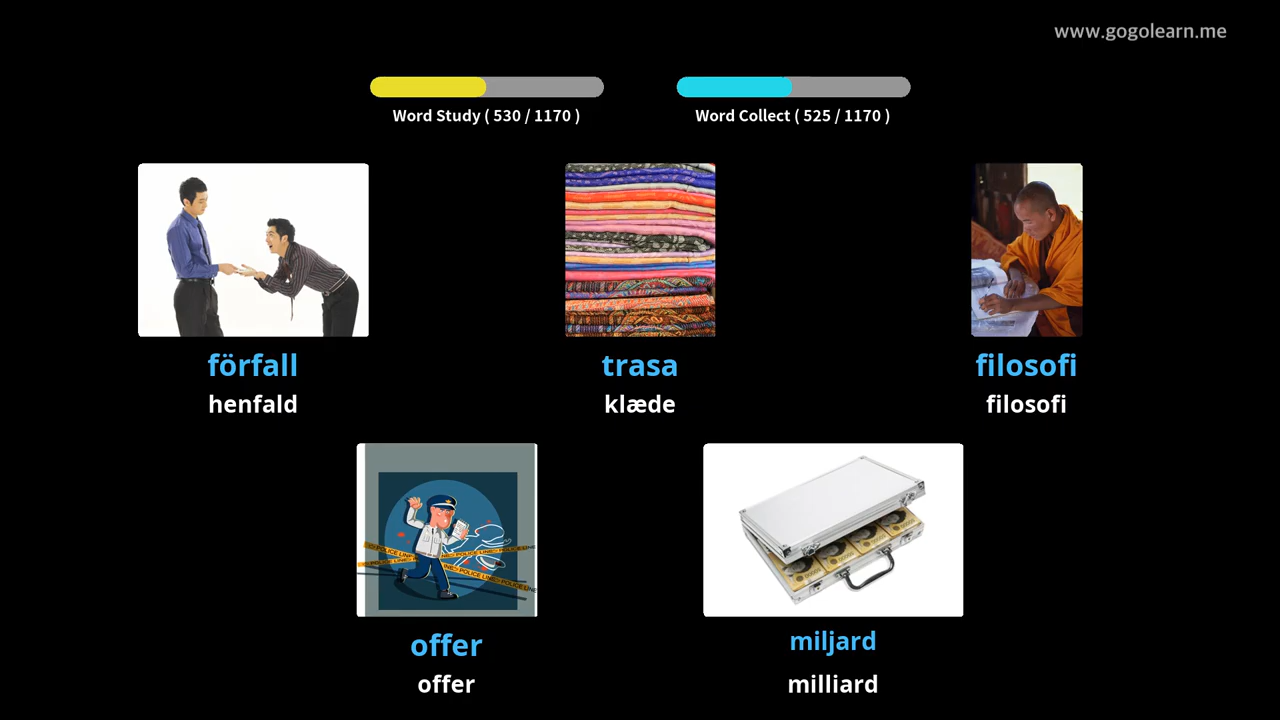 www.gogolearn.me
Word Study ( 530 / 1170 )
Word Collect ( 525 / 1170 )
förfall
henfald
trasa
klæde
filosofi
filosofi
offer
offer
miljard
milliard